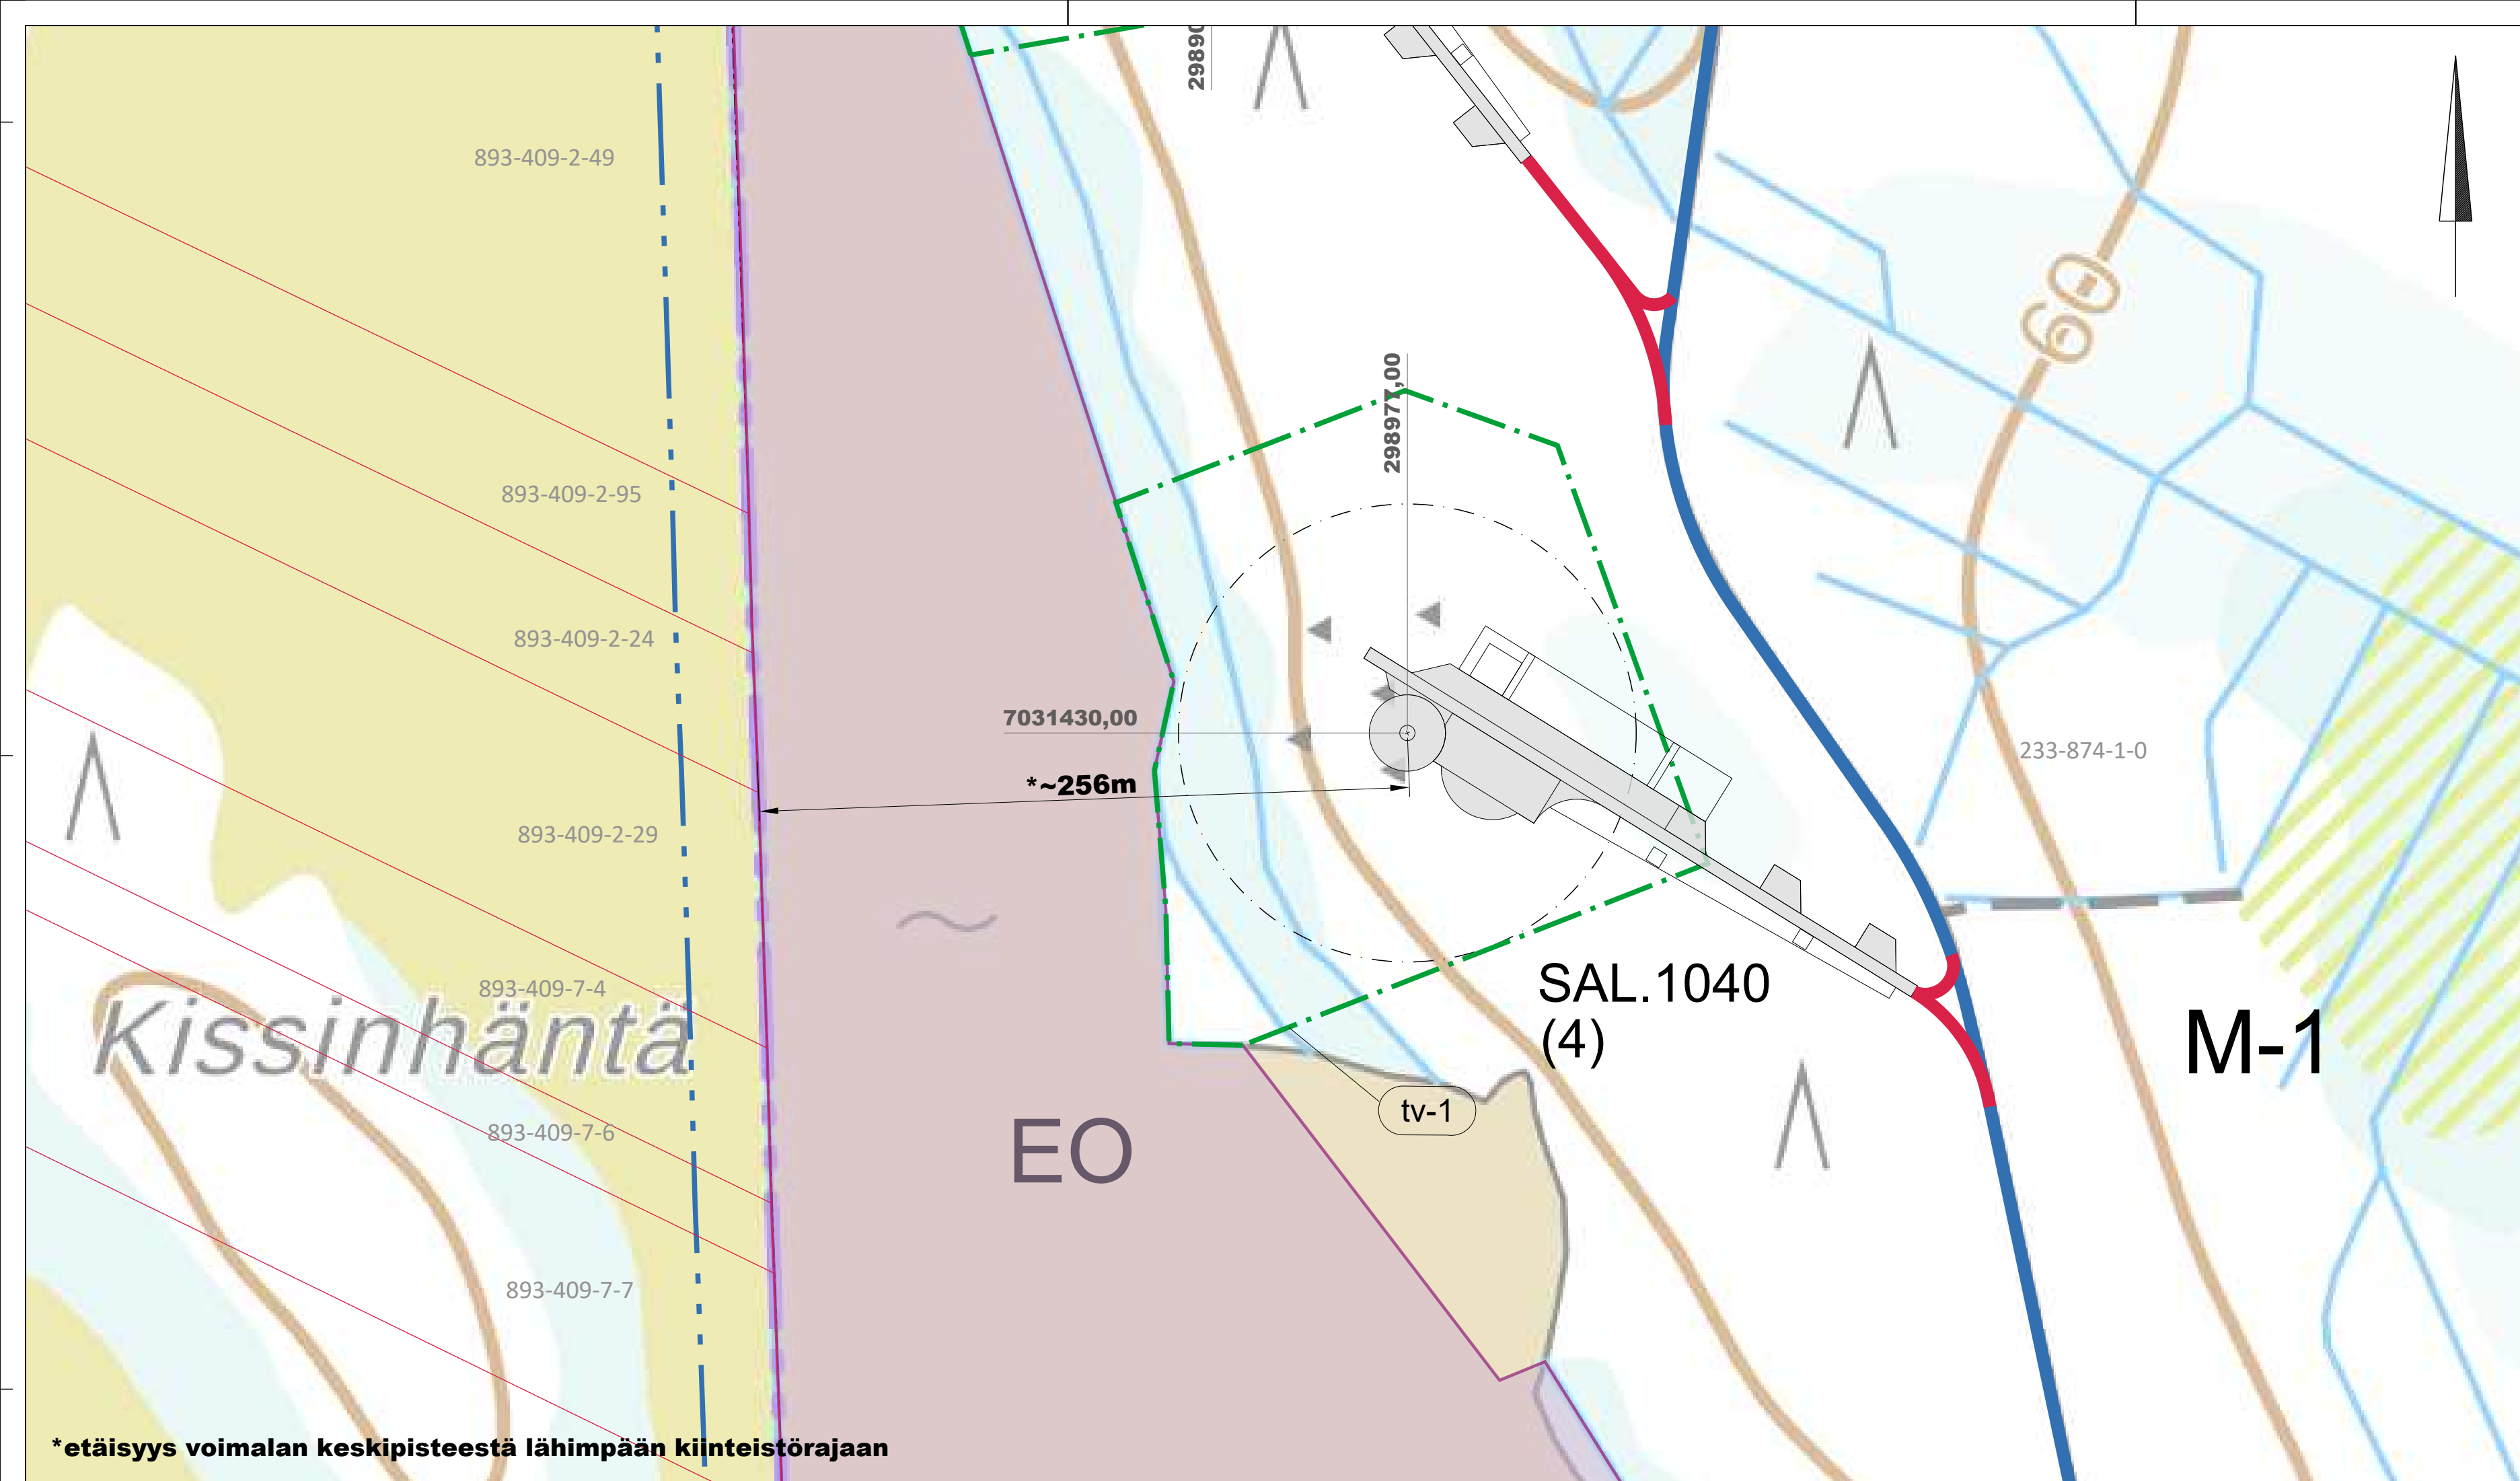 29890
893-409-2-49
60
298977,00
893-409-2-95
893-409-2-24
7031430,00
233-874-1-0
*~256m
893-409-2-29
893-409-7-4
SAL.1040
(4)
Kissinhäntä
M-1
tv-1
893-409-7-6
EO
893-409-7-7
*etäisyys voimalan keskipisteestä lähimpään kiinteistörajaan